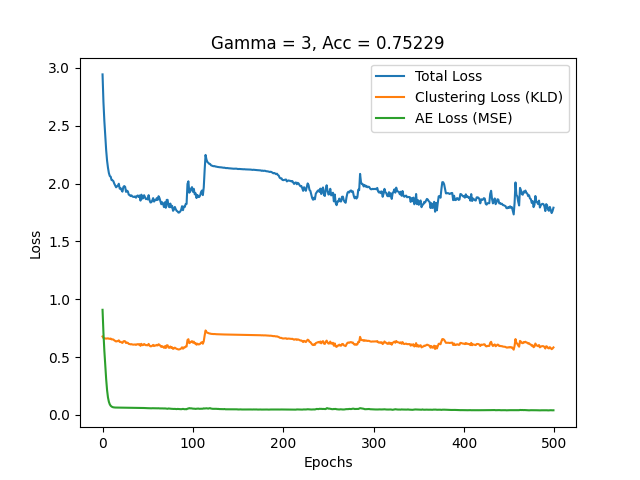 Gamma = 3, Acc = 0.75229
Total Loss
Clustering Loss (KLD)
AE Loss (MSE)
3.0
2.5
2.0
1.5
1.0
0.5
0.0
Loss
0 100 200 300 400 500
Epochs